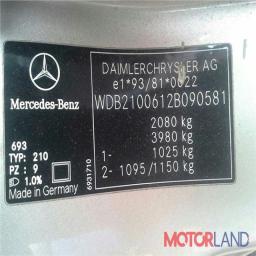 DAIMLERCHRYSLER AG
e1*93/81*0022
WDB2100612B090581
2080 kg
3980 kg
1- 1025 kg
2- 1095/1150 kg
Mercedes-Benz
693
TYP: 210
PZ : 9
1.0%
Made in Germany
6931710
MOTORLAND